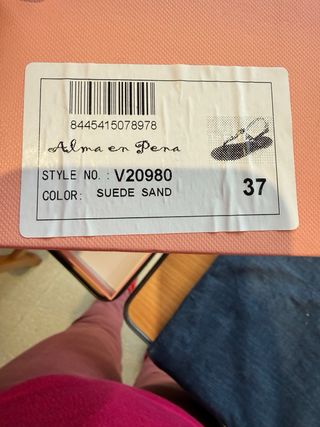 8445415078978
Alma en Pena
STYLE NO. : V20980
COLOR: SUEDE SAND
37